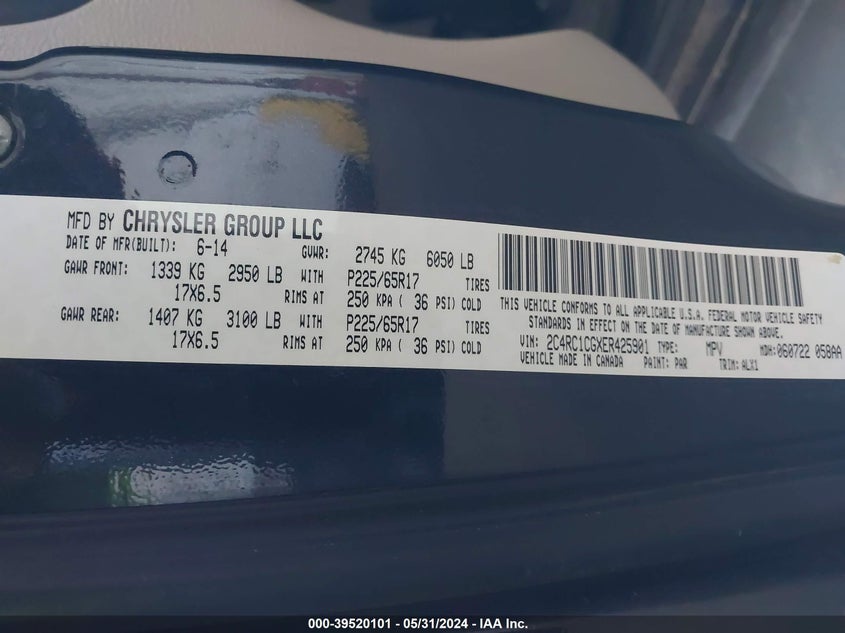 MFD BY CHRYSLER GROUP LLC
DATE OF MFR(BUILT): 6-14 GVWR: 2745 KG 6050 LB
GAWR FRONT: 1339 KG 2950 LB WITH P225/65R17 TIRES
17X6.5 RIMS AT 250 KPA ( 36 PSI) COLD
GAWR REAR: 1407 KG 3100 LB WITH P225/65R17 TIRES
17X6.5 RIMS AT 250 KPA ( 36 PSI) COLD
THIS VEHICLE CONFORMS TO ALL APPLICABLE U.S.A. FEDERAL MOTOR VEHICLE SAFETY
STANDARDS IN EFFECT ON THE DATE OF MANUFACTURE SHOWN ABOVE.
VIN: 2C4RC1CGXER425901 TYPE: MPV MDH: 060722 058AA
VEHICLE MADE IN CANADA PAINT: PAR TRIM: ALX1
000-39520101 - 05/31/2024 - IAA Inc.